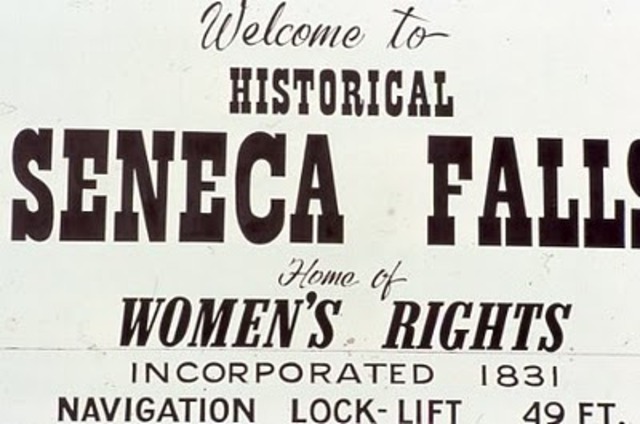 Welcome to
HISTORICAL
SENECA FALLS
Home of
WOMEN'S RIGHTS
INCORPORATED 1831
NAVIGATION LOCK-LIFT 49 FT.